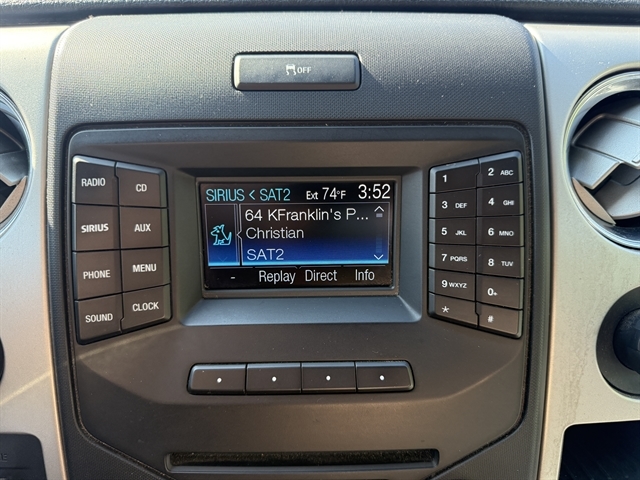 OFF
RADIO
CD
SIRIUS
AUX
PHONE
MENU
SOUND
CLOCK
SIRIUS < SAT2 Ext 74°F 3:52
64 KFranklin's P...
Christian
SAT2
- Replay Direct Info
1
2 ABC
3 DEF
4 GHI
5 JKL
6 MNO
7 PQRS
8 TUV
9 WXYZ
0+
*
#